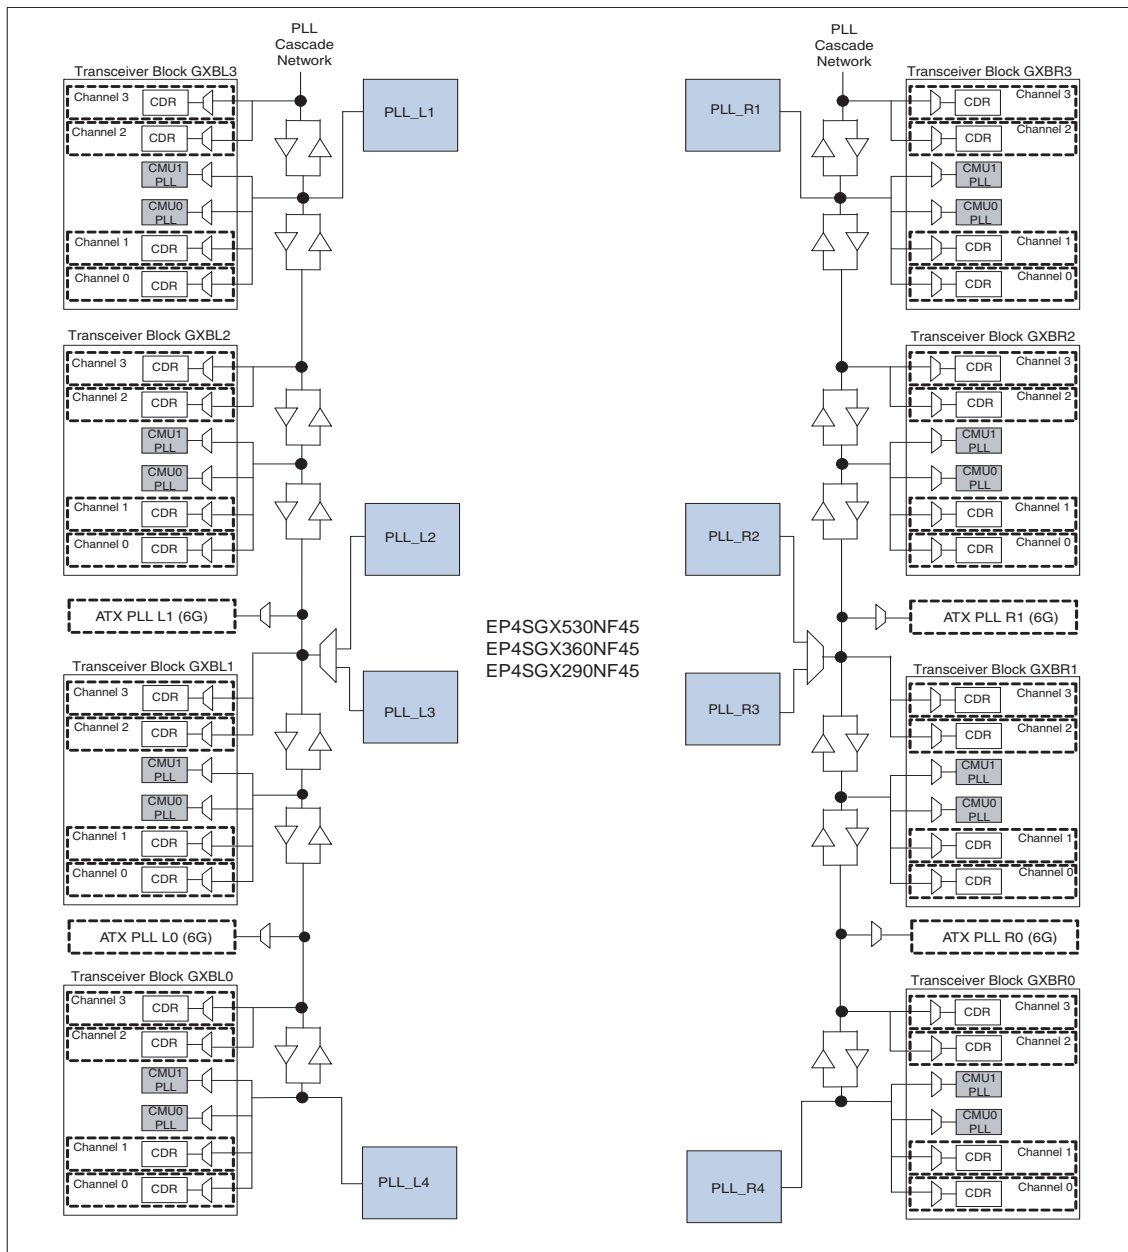 PLL
Cascade
Network
Transceiver Block GXBL3
Channel 3
CDR
Channel 2
CDR
CMU1
PLL
CMU0
PLL
Channel 1
CDR
Channel 0
CDR
PLL_L1
Transceiver Block GXBL2
Channel 3
CDR
Channel 2
CDR
CMU1
PLL
CMU0
PLL
Channel 1
CDR
Channel 0
CDR
PLL_L2
ATX PLL L1 (6G)
Transceiver Block GXBL1
Channel 3
CDR
Channel 2
CDR
CMU1
PLL
CMU0
PLL
Channel 1
CDR
Channel 0
CDR
PLL_L3
ATX PLL L0 (6G)
Transceiver Block GXBL0
Channel 3
CDR
Channel 2
CDR
CMU1
PLL
CMU0
PLL
Channel 1
CDR
Channel 0
CDR
PLL_L4
EP4SGX530NF45
EP4SGX360NF45
EP4SGX290NF45
PLL
Cascade
Network
PLL_R1
Transceiver Block GXBR3
CDR
Channel 3
CDR
Channel 2
CMU1
PLL
CMU0
PLL
CDR
Channel 1
CDR
Channel 0
Transceiver Block GXBR2
CDR
Channel 3
CDR
Channel 2
CMU1
PLL
CMU0
PLL
CDR
Channel 1
CDR
Channel 0
PLL_R2
ATX PLL R1 (6G)
PLL_R3
Transceiver Block GXBR1
CDR
Channel 3
CDR
Channel 2
CMU1
PLL
CMU0
PLL
CDR
Channel 1
CDR
Channel 0
ATX PLL R0 (6G)
Transceiver Block GXBR0
CDR
Channel 3
CDR
Channel 2
CMU1
PLL
CMU0
PLL
CDR
Channel 1
CDR
Channel 0
PLL_R4